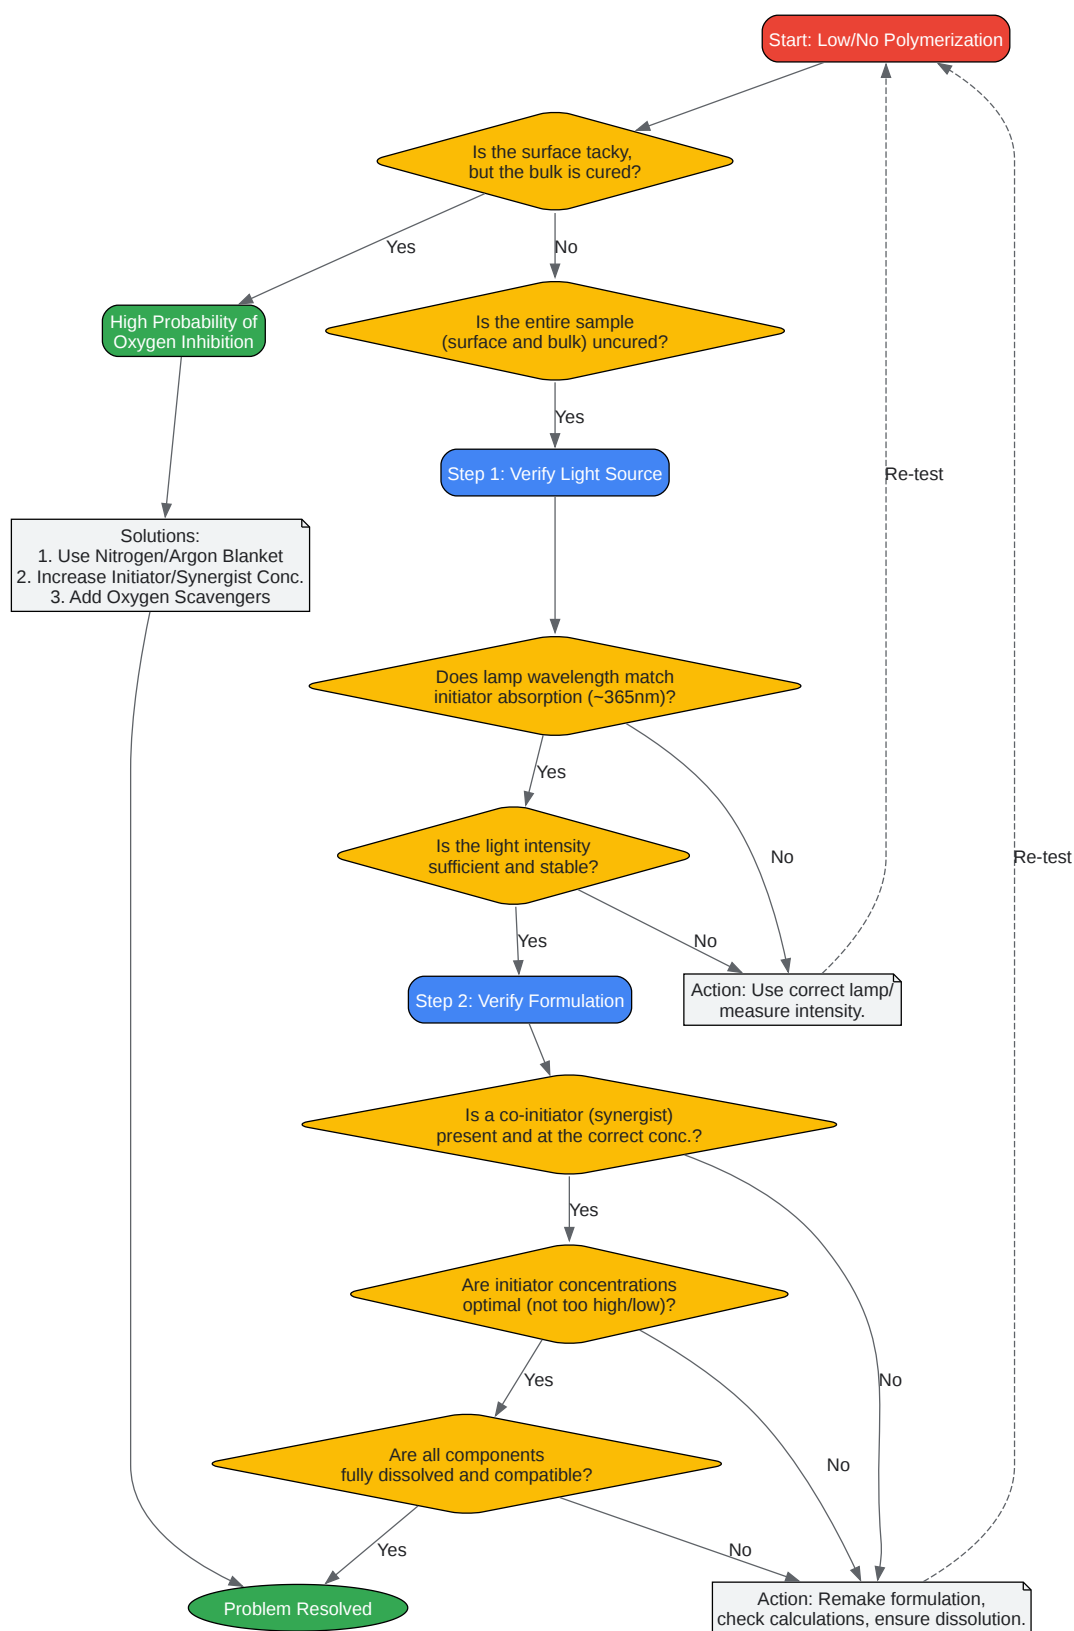 Start: Low/No Polymerization
Is the surface tacky,
but the bulk is cured?
Yes
No
High Probability of
Oxygen Inhibition
Is the entire sample
(surface and bulk) uncured?
Yes
Step 1: Verify Light Source
Re-test
Solutions:
1. Use Nitrogen/Argon Blanket
2. Increase Initiator/Synergist Conc.
3. Add Oxygen Scavengers
Does lamp wavelength match
initiator absorption (~365nm)?
Yes
Is the light intensity
sufficient and stable?
No
Re-test
Yes
No
Step 2: Verify Formulation
Action: Use correct lamp/
measure intensity.
Is a co-initiator (synergist)
present and at the correct conc.?
Yes
Are initiator concentrations
optimal (not too high/low)?
Yes
No
Are all components
fully dissolved and compatible?
No
Yes
No
Problem Resolved
Action: Remake formulation,
check calculations, ensure dissolution.